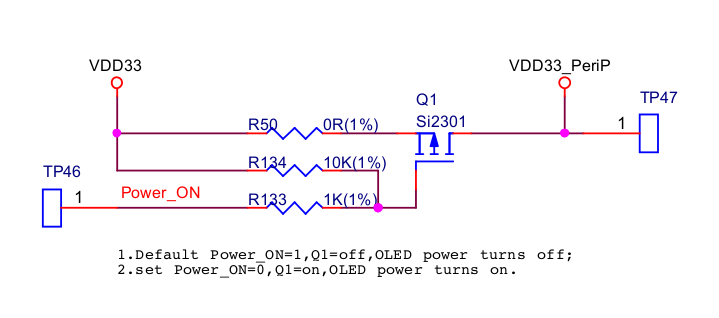 VDD33
VDD33_PeriP
Q1
TP47
R50
0R(1%)
Si2301
1
R134
10K(1%)
TP46
1
Power_ON
R133
1K(1%)
1.Default Power_ON=1,Q1=off,OLED power turns off;
2.set Power_ON=0,Q1=on,OLED power turns on.